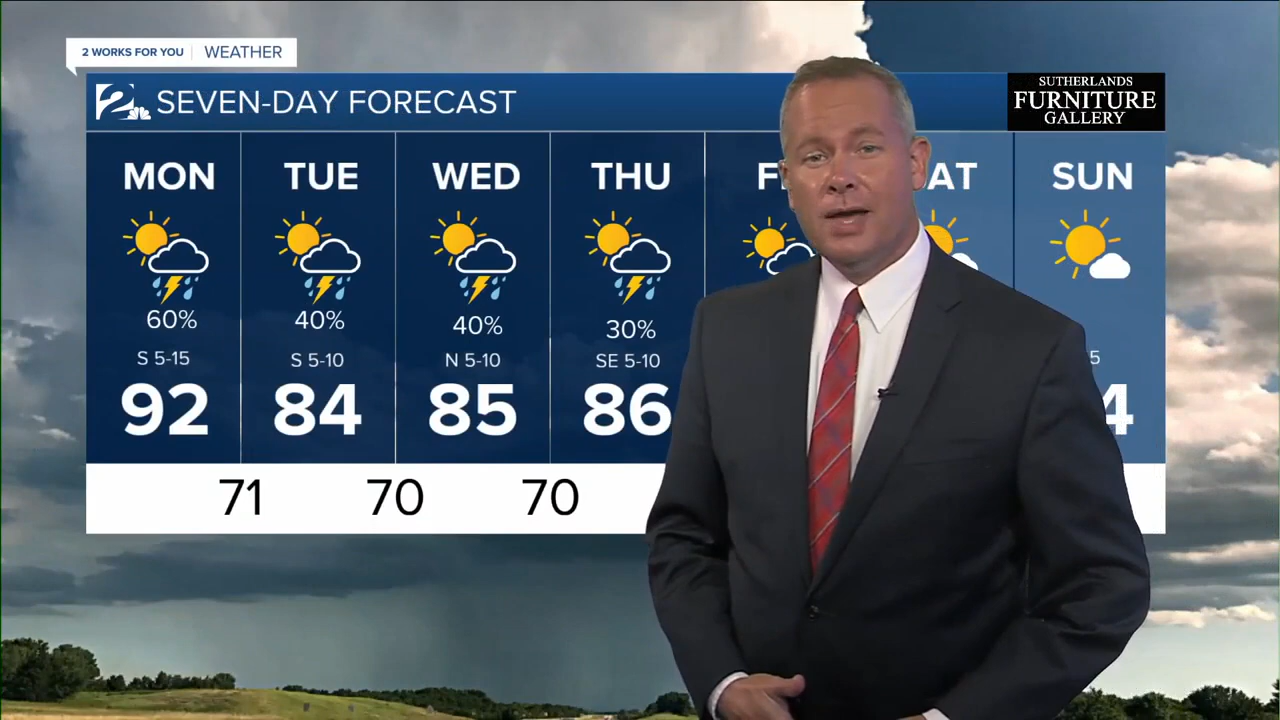 2 WORKS FOR YOU | WEATHER
2 SEVEN-DAY FORECAST
SUTHERLANDS
FURNITURE
GALLERY
MON TUE WED THU SUN
60% 40% 40% 30%
S 5-15 S 5-10 N 5-10 SE 5-10
92 84 85 86
71 70 70